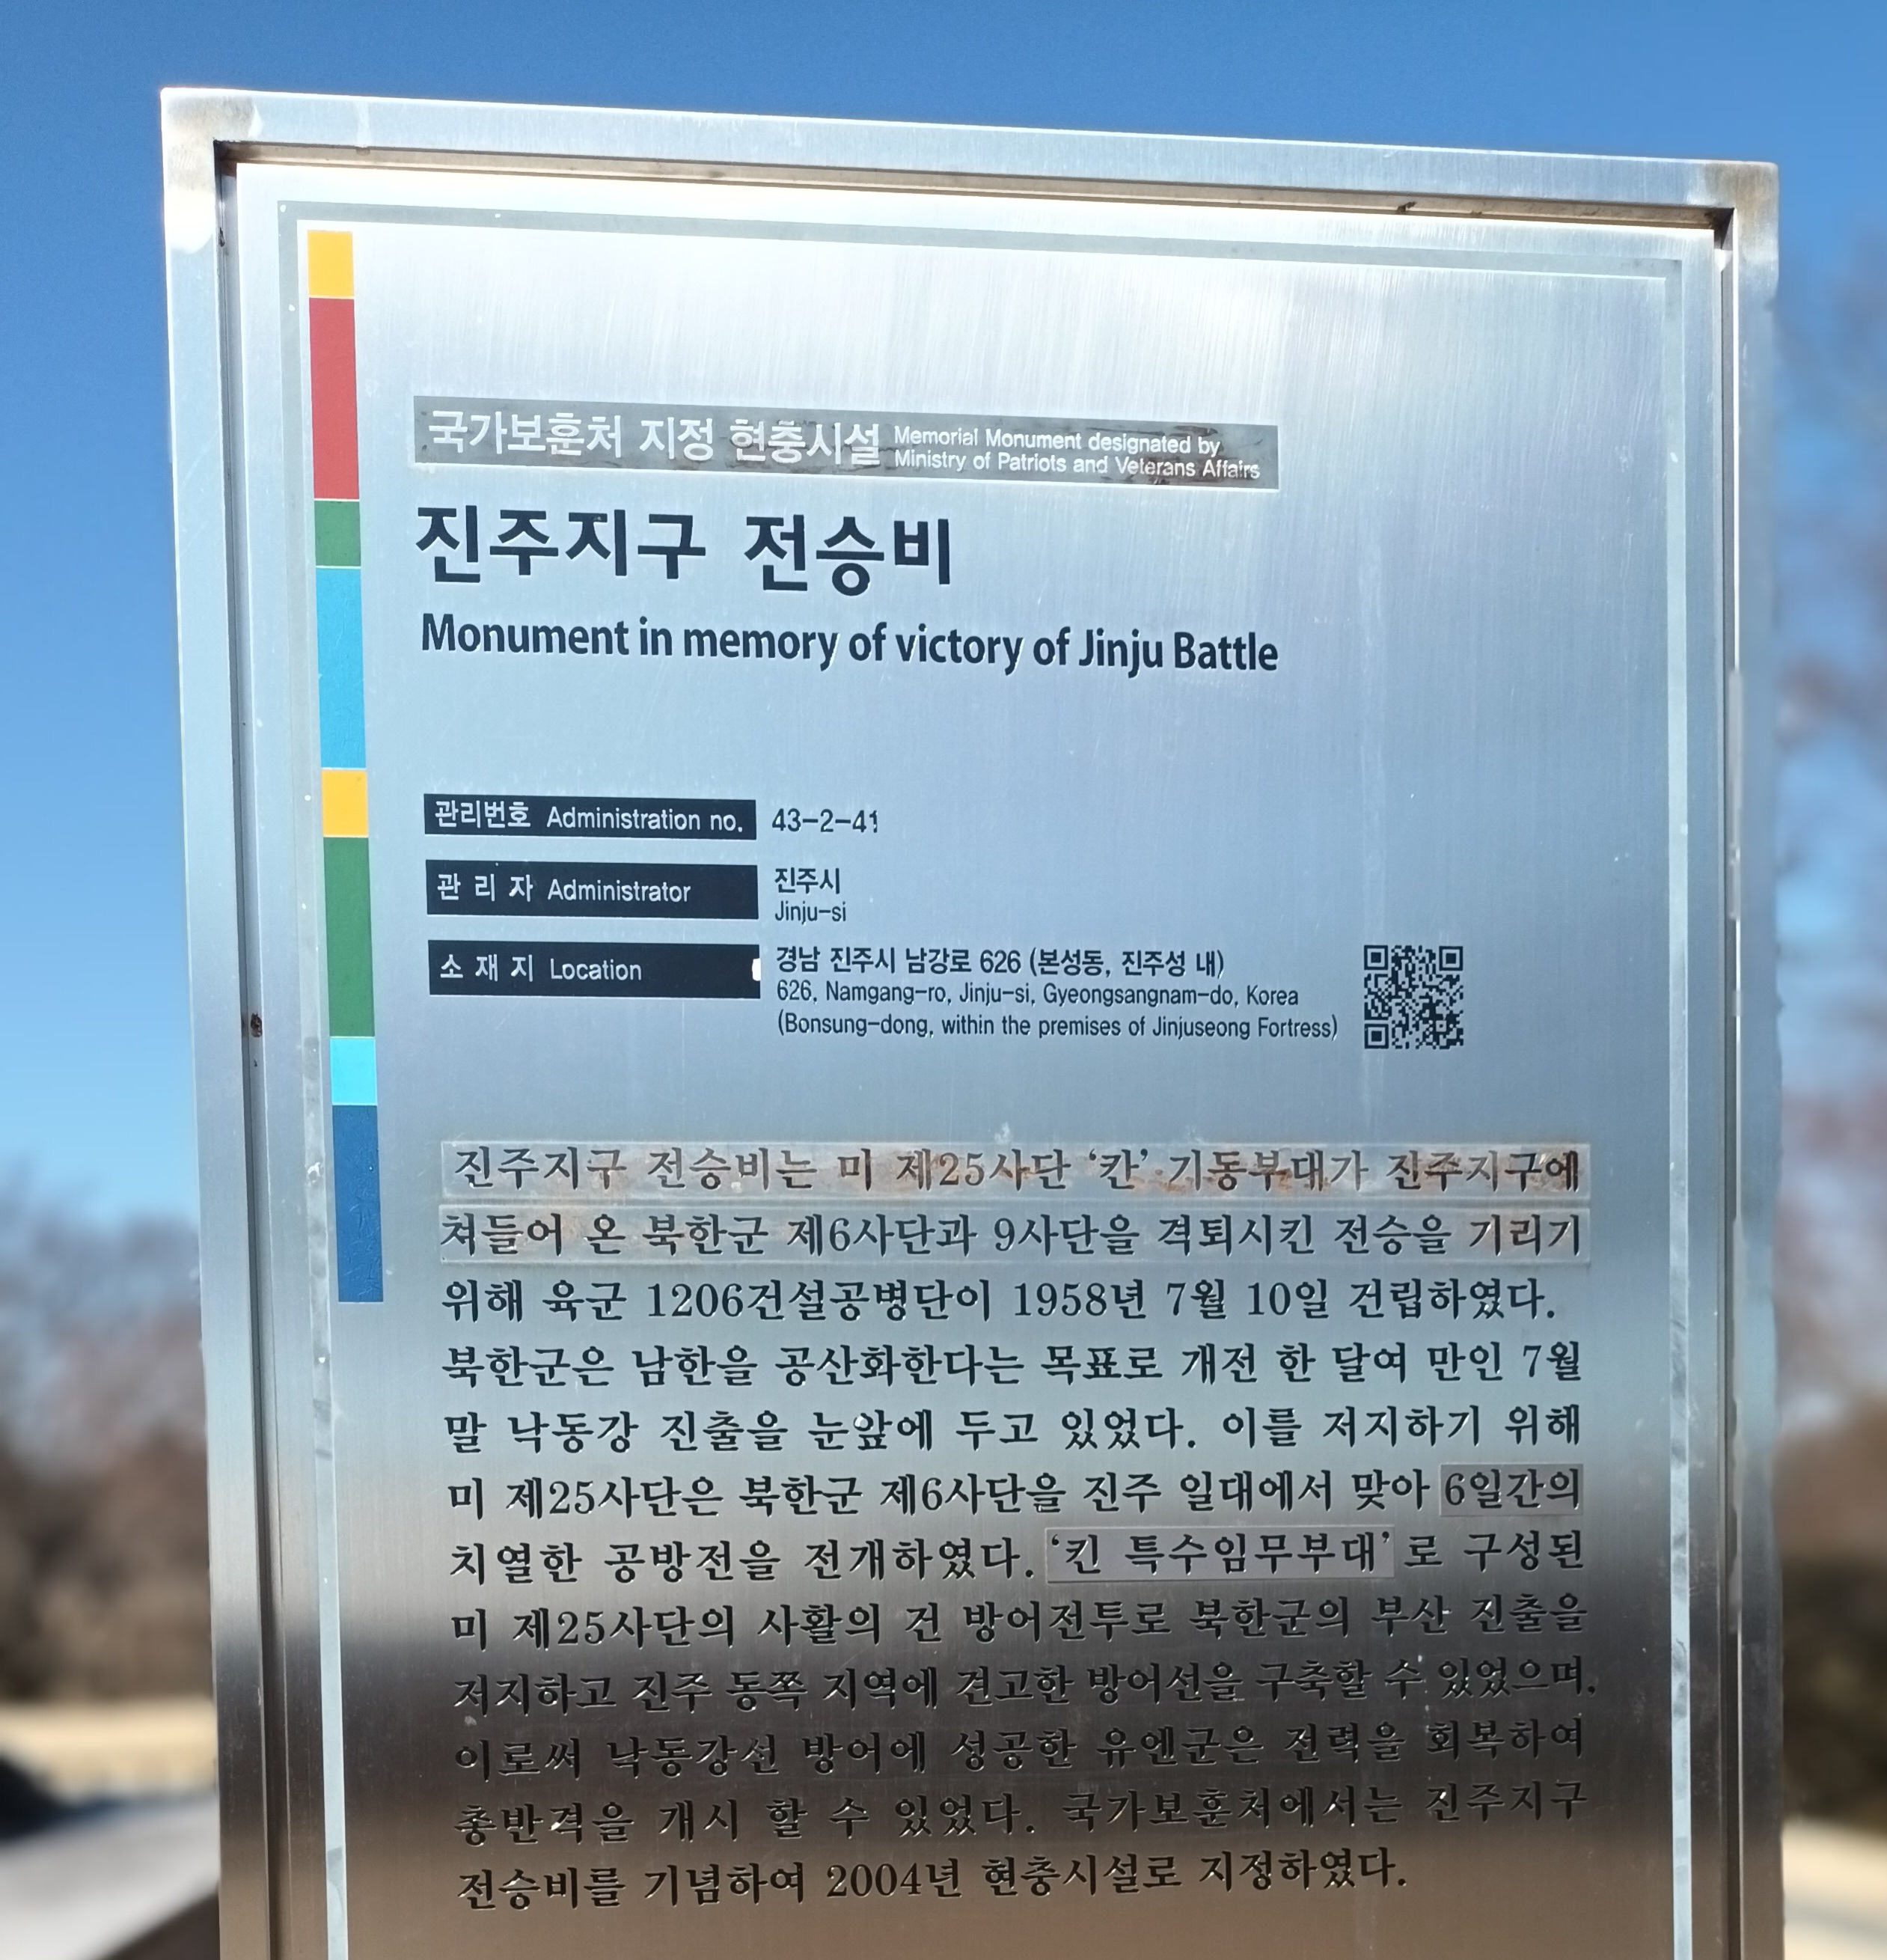 국가보훈처 지정 현충시설 Memorial Monument designated by
Ministry of Patriots and Veterans Affairs
진주지구 전승비
Monument in memory of victory of Jinju Battle
관리번호 Administration no. 43-2-41
관 리 자 Administrator 진주시
Jinju-si
소 재 지 Location 경남 진주시 남강로 626 (본성동, 진주성 내)
626, Namgang-ro, Jinju-si, Gyeongsangnam-do, Korea
(Bonsung-dong, within the premises of Jinjuseong Fortress)
진주지구 전승비는 미 제25사단 ‘칸’ 기동부대가 진주지구에
쳐들어 온 북한군 제6사단과 9사단을 격퇴시킨 전승을 기리기
위해 육군 1206건설공병단이 1958년 7월 10일 건립하였다.
북한군은 남한을 공산화한다는 목표로 개전 한 달여 만인 7월
말 낙동강 진출을 눈앞에 두고 있었다. 이를 저지하기 위해
미 제25사단은 북한군 제6사단을 진주 일대에서 맞아 6일간의
치열한 공방전을 전개하였다. ‘킨 특수임무부대’로 구성된
미 제25사단의 사활의 건 방어전투로 북한군의 부산 진출을
저지하고 진주 동쪽 지역에 견고한 방어선을 구축할 수 있었으며,
이로써 낙동강선 방어에 성공한 유엔군은 전력을 회복하여
총반격을 개시 할 수 있었다. 국가보훈처에서는 진주지구
전승비를 기념하여 2004년 현충시설로 지정하였다.